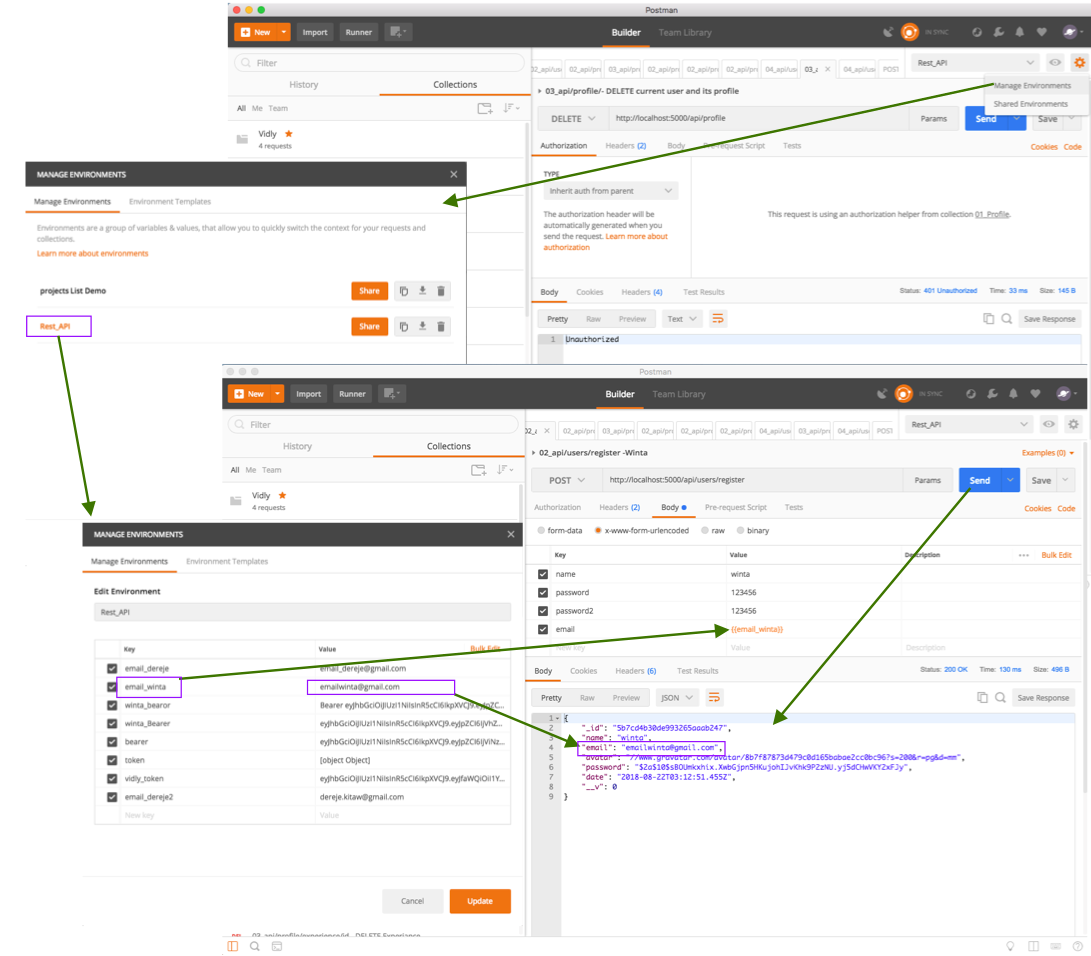 Postman
New Import Runner Builder Team Library IN SYNC
Filter
History Collections
All Me Team
Vidly
4 requests
02_api/pr 03_api/pr 02_api/pr 02_api/pr 02_api/pr 04_api/us 03_a × 04_api/us POST
Rest_API
Manage Environments
Shared Environments
03_api/profile/- DELETE current user and its profile
DELETE http://localhost:5000/api/profile Params Send Save
Authorization Headers (2) Body Pre-request Script Tests Cookies Code
TYPE
Inherit auth from parent
The authorization header will be
automatically generated when you
send the request. Learn more about
authorization
This request is using an authorization helper from collection 01_Profile.
Body Cookies Headers (4) Test Results Status: 401 Unauthorized Time: 33 ms Size: 145 B
Pretty Raw Preview Text Save Response
1 Unauthorized
MANAGE ENVIRONMENTS
Manage Environments Environment Templates
Environments are a group of variables & values, that allow you to quickly switch the context for your requests and
collections.
Learn more about environments
projects List Demo Share
Rest_API Share
Postman
New Import Runner Builder Team Library IN SYNC
Filter
History Collections
All Me Team
Vidly
4 requests
02_a × 02_api/pr 03_api/pr 02_api/pr 02_api/pr 02_api/pr 04_api/us 03_api/pr 04_api/us POST
Rest_API
02_api/users/register -Winta Examples (0)
POST http://localhost:5000/api/users/register Params Send Save
Authorization Headers (2) Body Pre-request Script Tests Cookies Code
form-data x-www-form-urlencoded raw binary
Key Value Description Bulk Edit
name winta
password 123456
password2 123456
email {{email_winta}}
New key Value Description
Body Cookies Headers (6) Test Results Status: 200 OK Time: 130 ms Size: 496 B
Pretty Raw Preview JSON Save Response
1 {
2 "_id": "5b7cd4b30de993265aaab247",
3 "name": "winta",
4 "email": "emailwinta@gmail.com",
5 "avatar": "//www.gravatar.com/avatar/8b7f87873d479c0d165babae2cc0bc96?s=200&r=pg&d=mm",
6 "password": "$2a$10$sBOUmkxhix.XwbGjpn5HKujohIJvKhk9PZzNU.yj5dCHwVKY2xFJy",
7 "date": "2018-08-22T03:12:51.455Z",
8 "__v": 0
9 }
MANAGE ENVIRONMENTS
Manage Environments Environment Templates
Edit Environment
Rest_API
Key Value Bulk Edit
email_dereje email_dereje@gmail.com
email_winta emailwinta@gmail.com
winta_bearor Bearer eyJhbGciOiJIUzI1NiIsInR5cCI6IkpXVCJ9.eyJpZC...
winta_Bearer eyJhbGciOiJIUzI1NiIsInR5cCI6IkpXVCJ9.eyJpZCI6IjVhZ...
bearer eyJhbGciOiJIUzI1NiIsInR5cCI6IkpXVCJ9.eyJpZCI6IjViNz...
token [object Object]
vidly_token eyJhbGciOiJIUzI1NiIsInR5cCI6IkpXVCJ9.eyJfaWQiOiI1Y...
email_dereje2 dereje.kitaw@gmail.com
New key Value
Cancel Update
DEL 03_api/profile/experience/id - DELETE Experiance